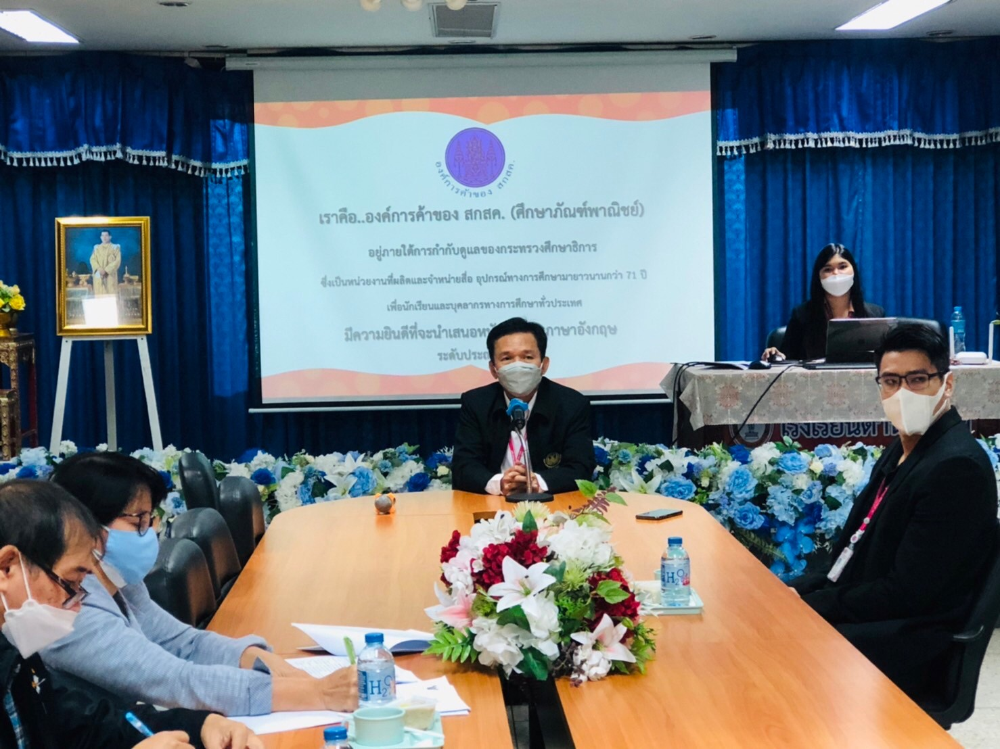 องค์การค้าของ สกสค.
เราคือ..องค์การค้าของ สกสค. (ศึกษาภัณฑ์พาณิชย์)
อยู่ภายใต้การกำกับดูแลของกระทรวงศึกษาธิการ
ซึ่งเป็นหน่วยงานที่ผลิตและจำหน่ายสื่อ อุปกรณ์ทางการศึกษามายาวนานกว่า 71 ปี
เพื่อนักเรียนและบุคลากรทางการศึกษาทั่วประเทศ
มีความยินดีที่จะนำเสนอ ภาษาอังกฤษ
ระดับ
โรงเรียน
H2O
H2O